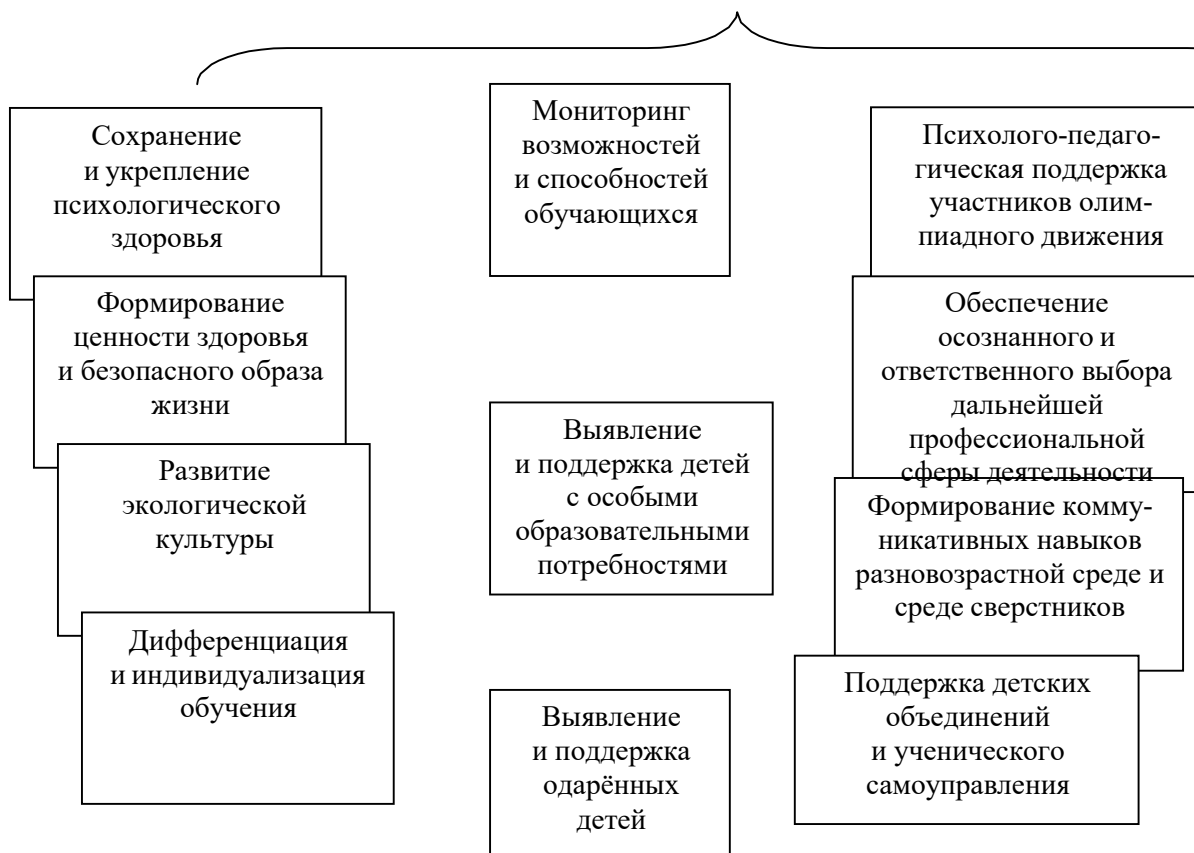 Сохранение
и укрепление
психологического
здоровья
Формирование
ценности здоровья
и безопасного образа
жизни
Развитие
экологической
культуры
Дифференциация
и индивидуализация
обучения
Мониторинг
возможностей
и способностей
обучающихся
Выявление
и поддержка детей
с особыми
образовательными
потребностями
Выявление
и поддержка
одарённых
детей
Психолого-педаго-
гическая поддержка
участников олим-
пиадного движения
Обеспечение
осознанного и
ответственного выбора
дальнейшей
профессиональной
сферы деятельности
Формирование комму-
никативных навыков
разновозрастной среде и
среде сверстников
Поддержка детских
объединений
и ученического
самоуправления